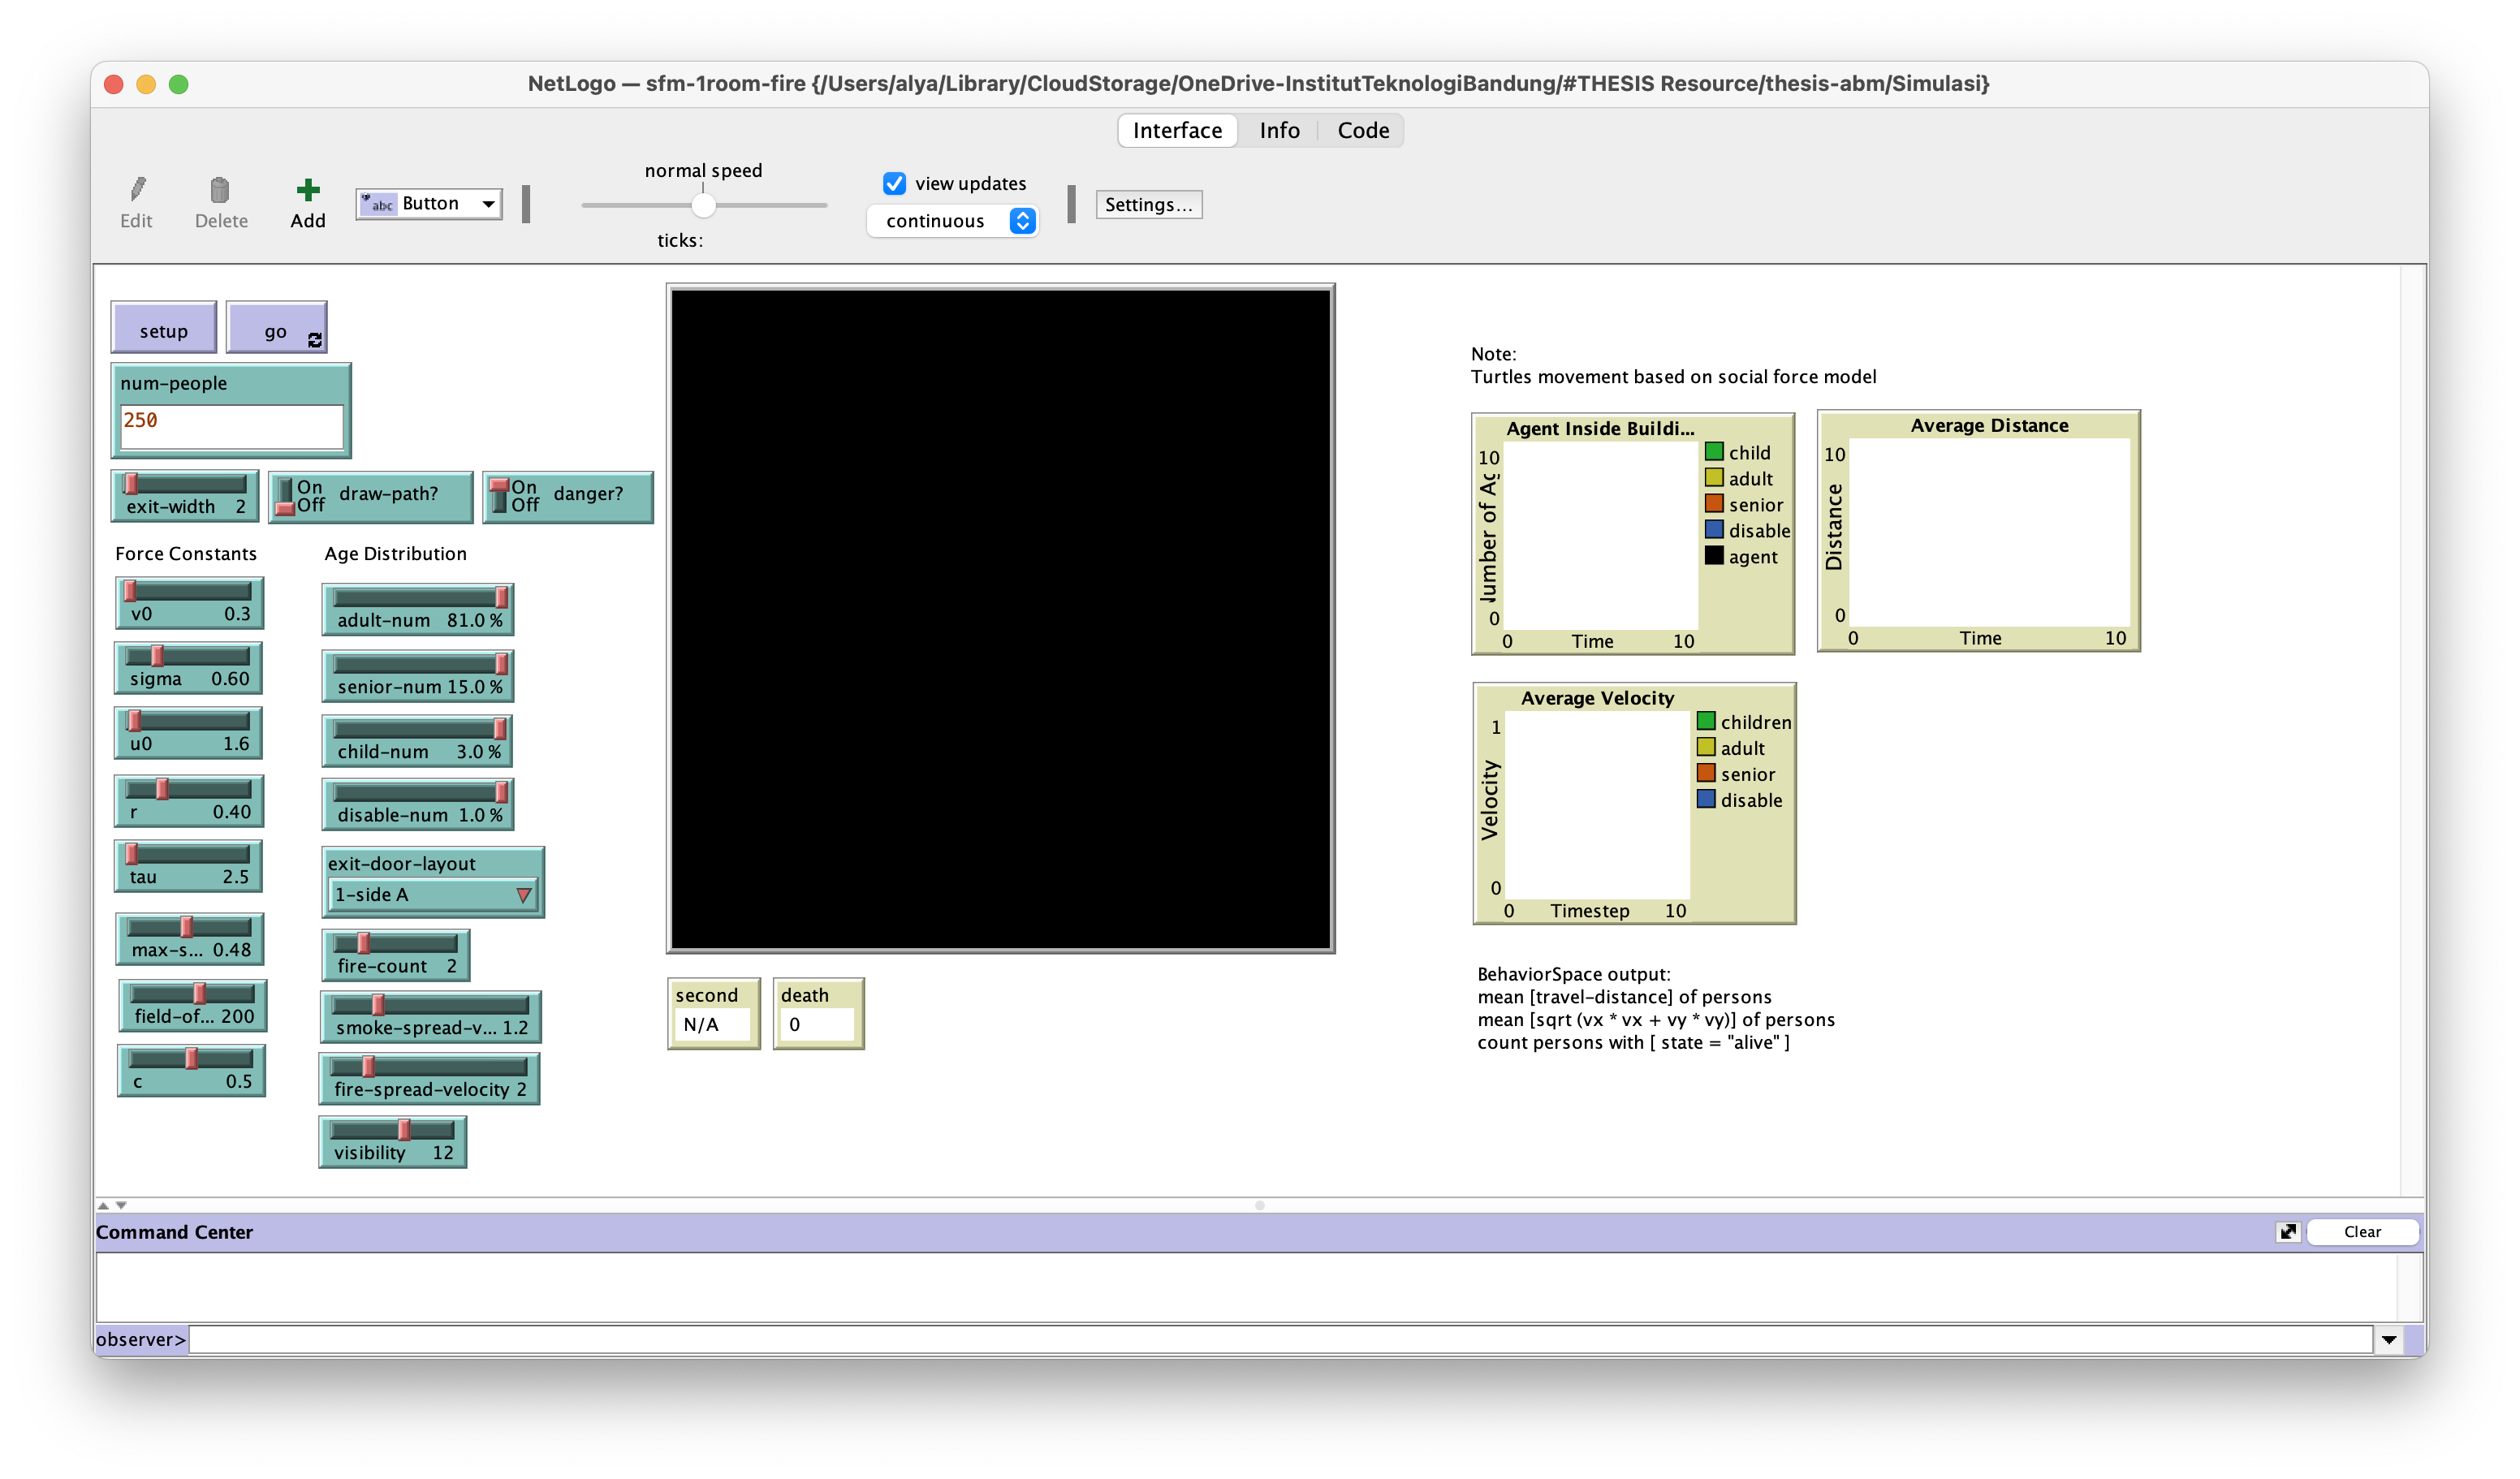 NetLogo — sfm-1room-fire {/Users/alya/Library/CloudStorage/OneDrive-InstitutTeknologiBandung/#THESIS Resource/thesis-abm/Simulasi}
Interface Info Code
Edit Delete Add abc Button
normal speed
ticks:
view updates
continuous
Settings...
setup go
num-people
250
exit-width 2
On
Off
draw-path?
On
Off
danger?
Force Constants
v0 0.3
sigma 0.60
u0 1.6
r 0.40
tau 2.5
max-s... 0.48
field-of... 200
c 0.5
Age Distribution
adult-num 81.0 %
senior-num 15.0 %
child-num 3.0 %
disable-num 1.0 %
exit-door-layout
1-side A
fire-count 2
smoke-spread-v... 1.2
fire-spread-velocity 2
visibility 12
second
N/A
death
0
Note:
Turtles movement based on social force model
Agent Inside Buildi...
10
0
Number of Ag
0 Time 10
child
adult
senior
disable
agent
Average Distance
10
0
Distance
0 Time 10
Average Velocity
1
0
Velocity
0 Timestep 10
children
adult
senior
disable
BehaviorSpace output:
mean [travel-distance] of persons
mean [sqrt (vx * vx + vy * vy)] of persons
count persons with [ state = "alive" ]
Command Center
Clear
observer>